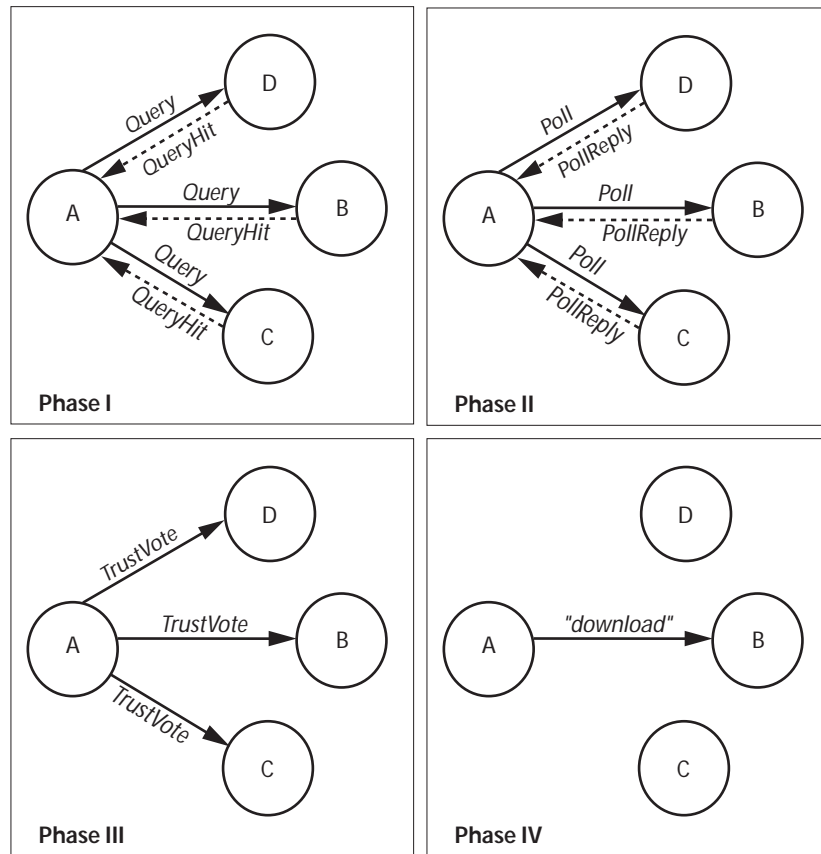 D
Query
QueryHit
A
Query
B
QueryHit
Query
QueryHit
C
Phase I
D
Poll
PollReply
A
Poll
B
PollReply
Poll
PollReply
C
Phase II
D
TrustVote
A
TrustVote
B
TrustVote
C
Phase III
D
A
"download"
B
C
Phase IV